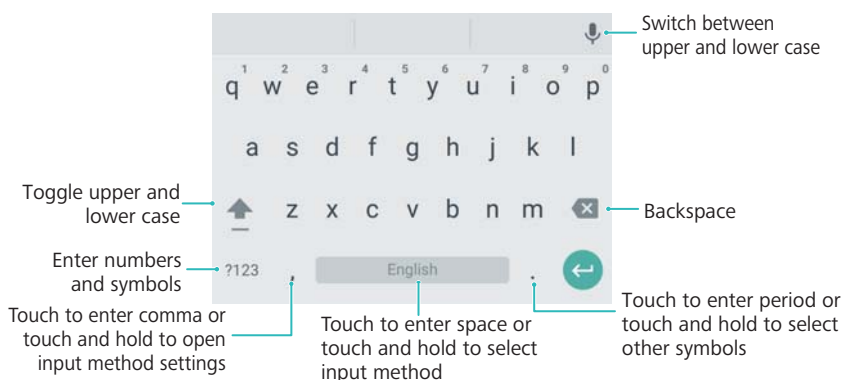 Switch between
upper and lower case
1 2 3 4 5 6 7 8 9 0
q w e r t y u i o p
a s d f g h j k l
Toggle upper and
lower case
z x c v b n m
Backspace
Enter numbers
and symbols
?123 , English .
Touch to enter comma or
touch and hold to open
input method settings
Touch to enter space or
touch and hold to select
input method
Touch to enter period or
touch and hold to select
other symbols